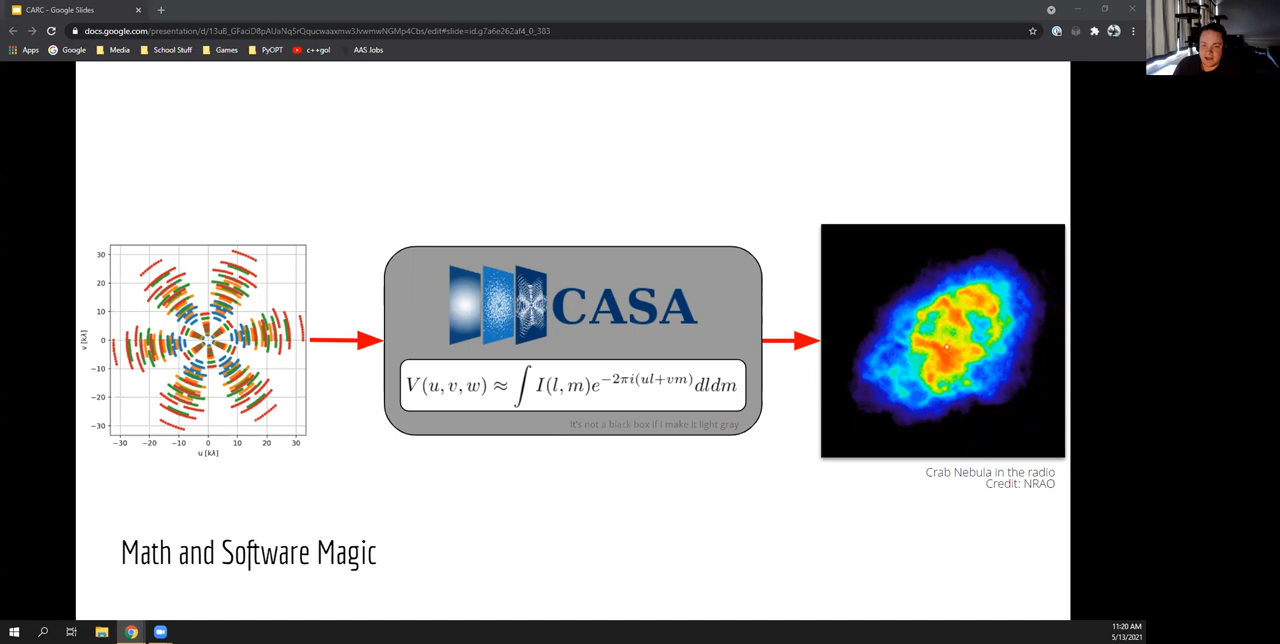 CARC - Google Slides
docs.google.com/presentation/d/13u8_GFaciD8pAUaNq5rQqucwaaxmw3JvwmwNGMp4Cbs/edit#slide=id.g7a6e262af4_0_383
Apps Google Media School Stuff Games PyOPT c++gol AAS Jobs
30
20
10
0
−10
−20
−30
v [kλ]
−30 −20 −10 0 10 20 30
u [kλ]
CASA
V(u, v, w) ≈ ∫ I(l, m)e^{−2πi(ul+vm)}dldm
It's not a black box if I make it light gray
Crab Nebula in the radio
Credit: NRAO
Math and Software Magic
11:20 AM
5/13/2021